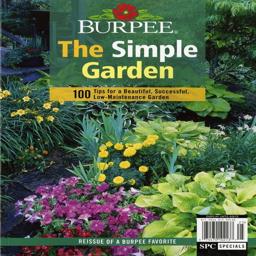 BURPEE®
The Simple
Garden
100 Tips for a Beautiful, Successful,
Low-Maintenance Garden
REISSUE OF A BURPEE FAVORITE
SPC SPECIALS